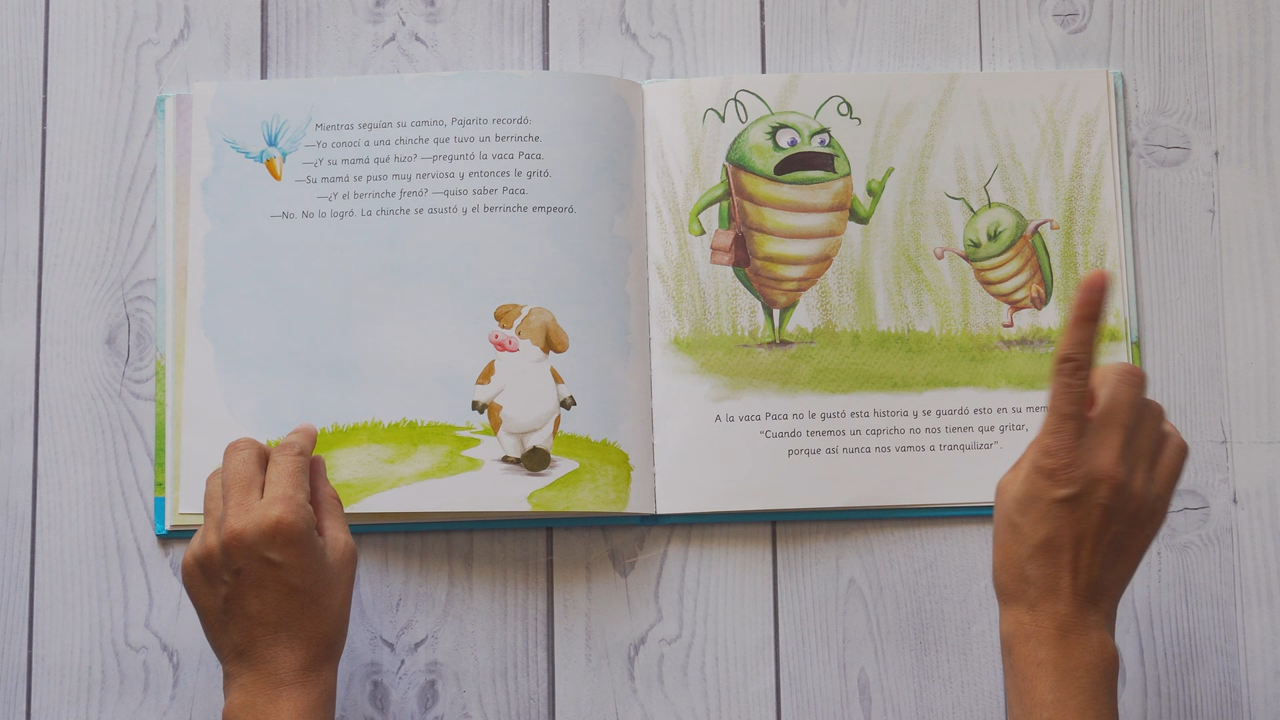 Mientras seguían su camino, Pajarito recordó:
—Yo conocí a una chinche que tuvo un berrinche.
—¿Y su mamá qué hizo? —preguntó la vaca Paca.
—Su mamá se puso muy nerviosa y entonces le gritó.
—¿Y el berrinche frenó? —quiso saber Paca.
—No. No lo logró. La chinche se asustó y el berrinche empeoró.
A la vaca Paca no le gustó esta historia y se guardó esto en su
“Cuando tenemos un capricho no nos tienen que gritar,
porque así nunca nos vamos a tranquilizar”.